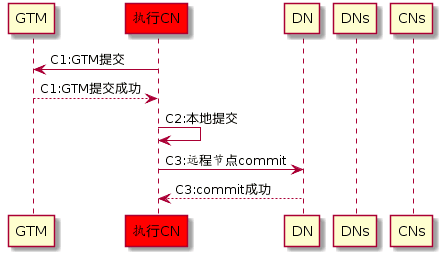 GTM 执行CN DN DNs CNs
C1:GTM提交
C1:GTM提交成功
C2:本地提交
C3:远程节点commit
C3:commit成功
GTM 执行CN DN DNs CNs